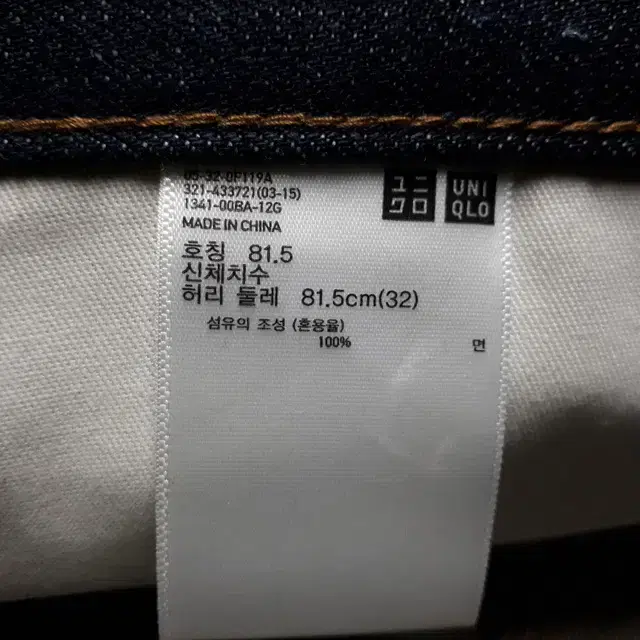 321-433721(03-15)
1341-00BA-12G
MADE IN CHINA
ユニ
クロ
UNI
QLO
호칭 81.5
신체치수
허리 둘레 81.5cm(32)
섬유의 조성 (혼용율)
100% 면